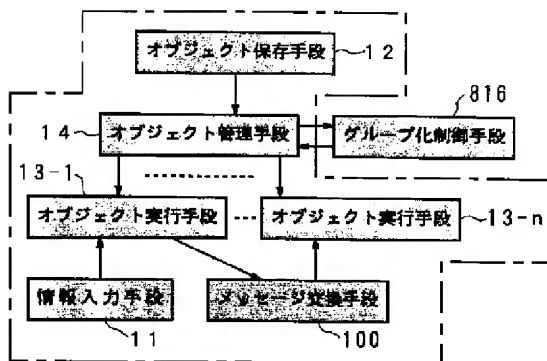 オブジェクト保存手段 12
816
14 オブジェクト管理手段 グループ化制御手段
13-1
オブジェクト実行手段 オブジェクト実行手段 13-n
情報入力手段 メッセージ変換手段
11 100